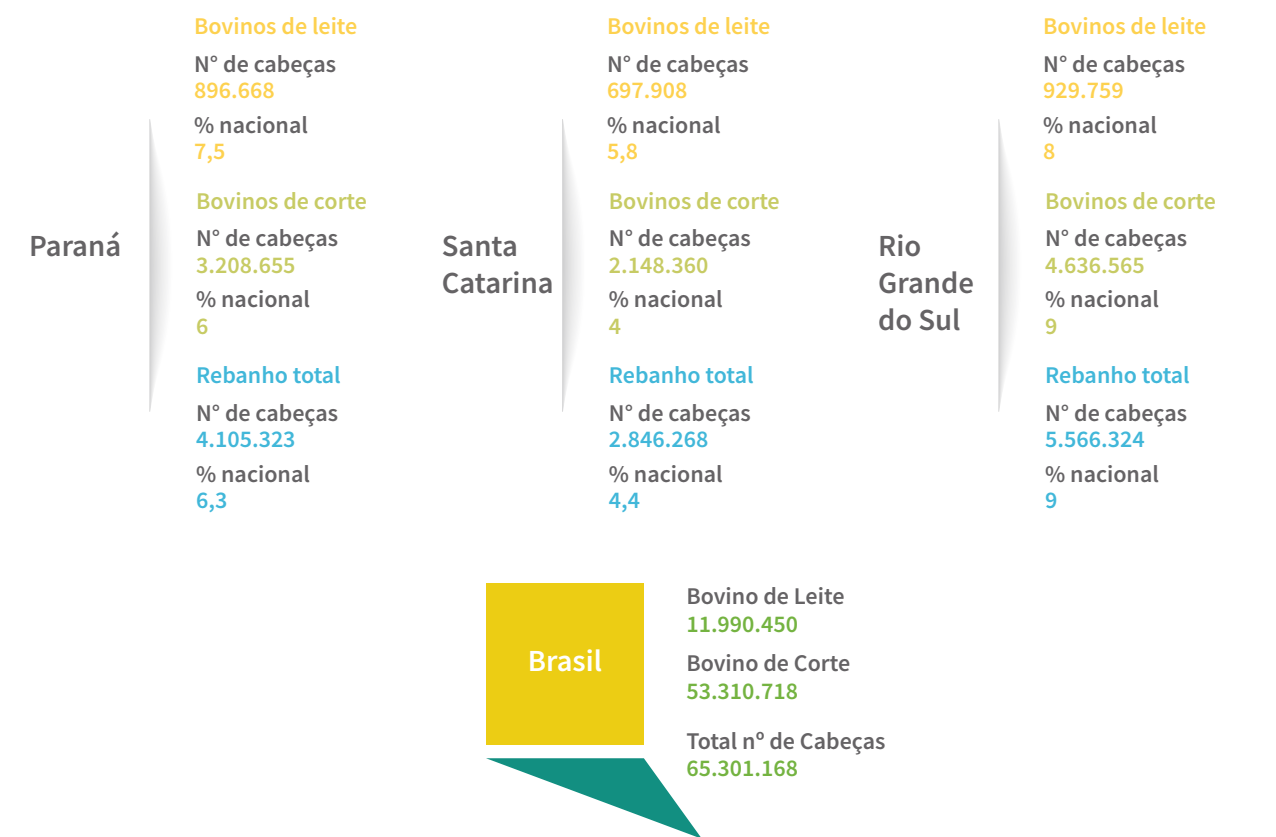 Paraná
Bovinos de leite
N° de cabeças
896.668
% nacional
7,5
Bovinos de corte
N° de cabeças
3.208.655
% nacional
6
Rebanho total
N° de cabeças
4.105.323
% nacional
6,3
Santa
Catarina
Bovinos de leite
N° de cabeças
697.908
% nacional
5,8
Bovinos de corte
N° de cabeças
2.148.360
% nacional
4
Rebanho total
N° de cabeças
2.846.268
% nacional
4,4
Rio
Grande
do Sul
Bovinos de leite
N° de cabeças
929.759
% nacional
8
Bovinos de corte
N° de cabeças
4.636.565
% nacional
9
Rebanho total
N° de cabeças
5.566.324
% nacional
9
Brasil
Bovino de Leite
11.990.450
Bovino de Corte
53.310.718
Total nº de Cabeças
65.301.168